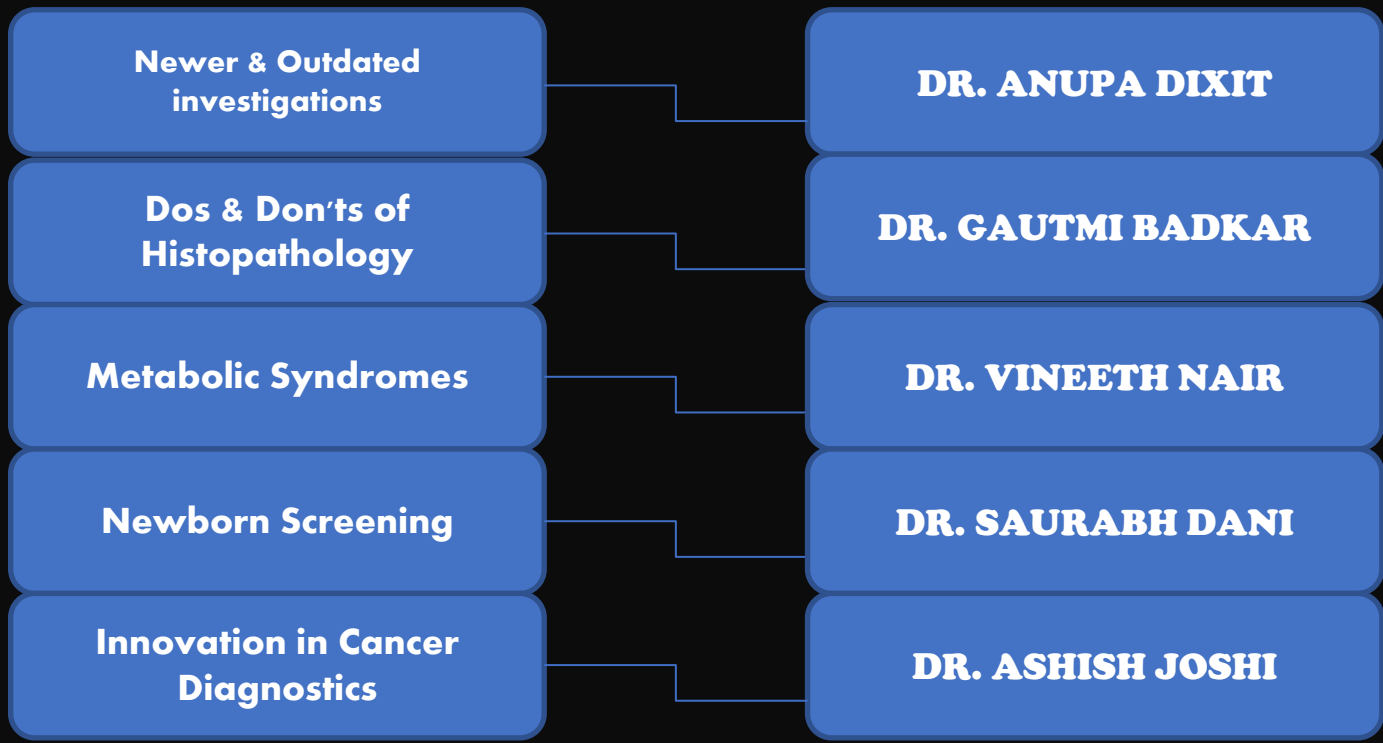 Newer & Outdated
investigations
DR. ANUPA DIXIT
Dos & Don'ts of
Histopathology
DR. GAUTMI BADKAR
Metabolic Syndromes
DR. VINEETH NAIR
Newborn Screening
DR. SAURABH DANI
Innovation in Cancer
Diagnostics
DR. ASHISH JOSHI